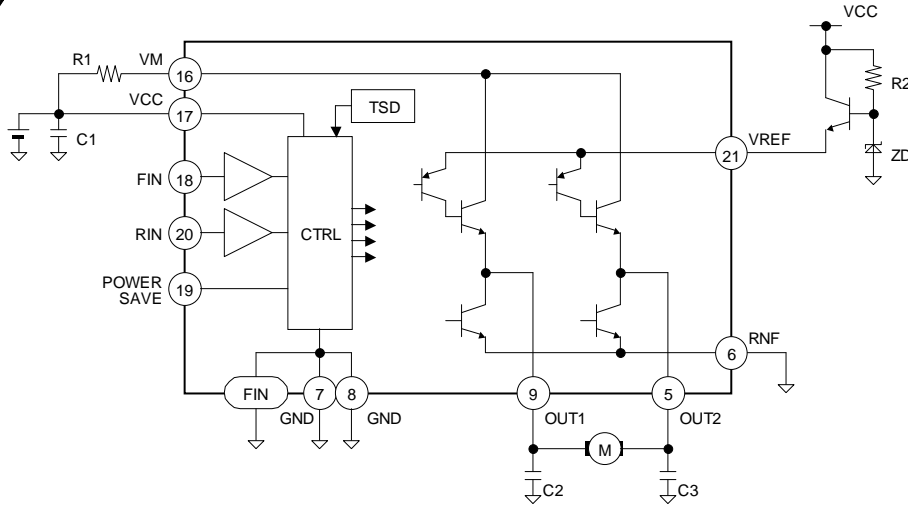 VCC
R1
VM
16
R2
VCC
17
TSD
C1
21
VREF
ZD
FIN
18
RIN
20
CTRL
POWER
SAVE
19
RNF
6
FIN
7
8
9
5
GND
GND
OUT1
OUT2
M
C2
C3